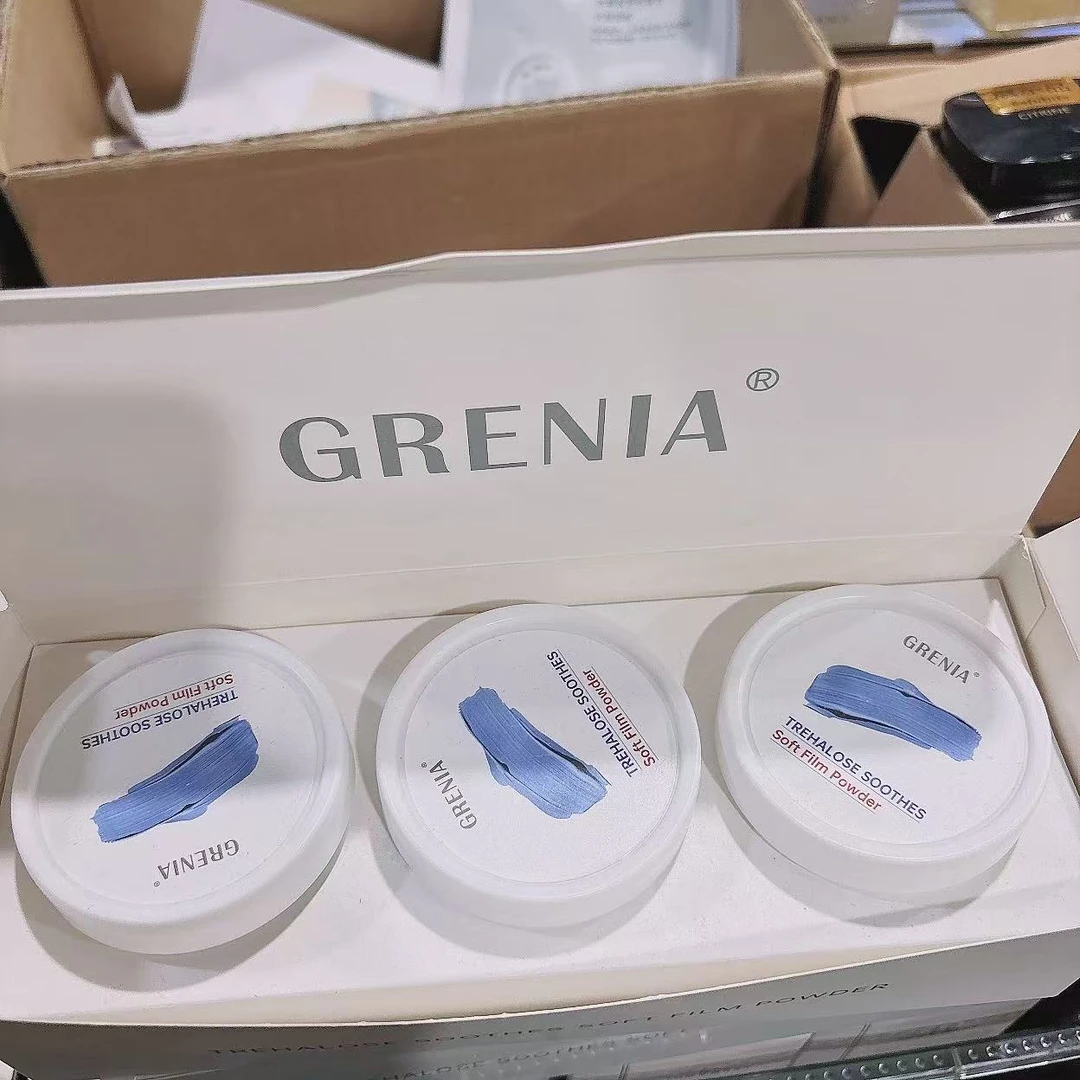 CITRINE
GRENIA®
TREHALOSE SOOTHES
Soft Film Powder
GRENIA®
TREHALOSE SOOTHES
Soft Film Powder
GRENIA®
GRENIA®
TREHALOSE SOOTHES
Soft Film Powder
TREHALOSE SOOTHES SOFT FILM POWDER